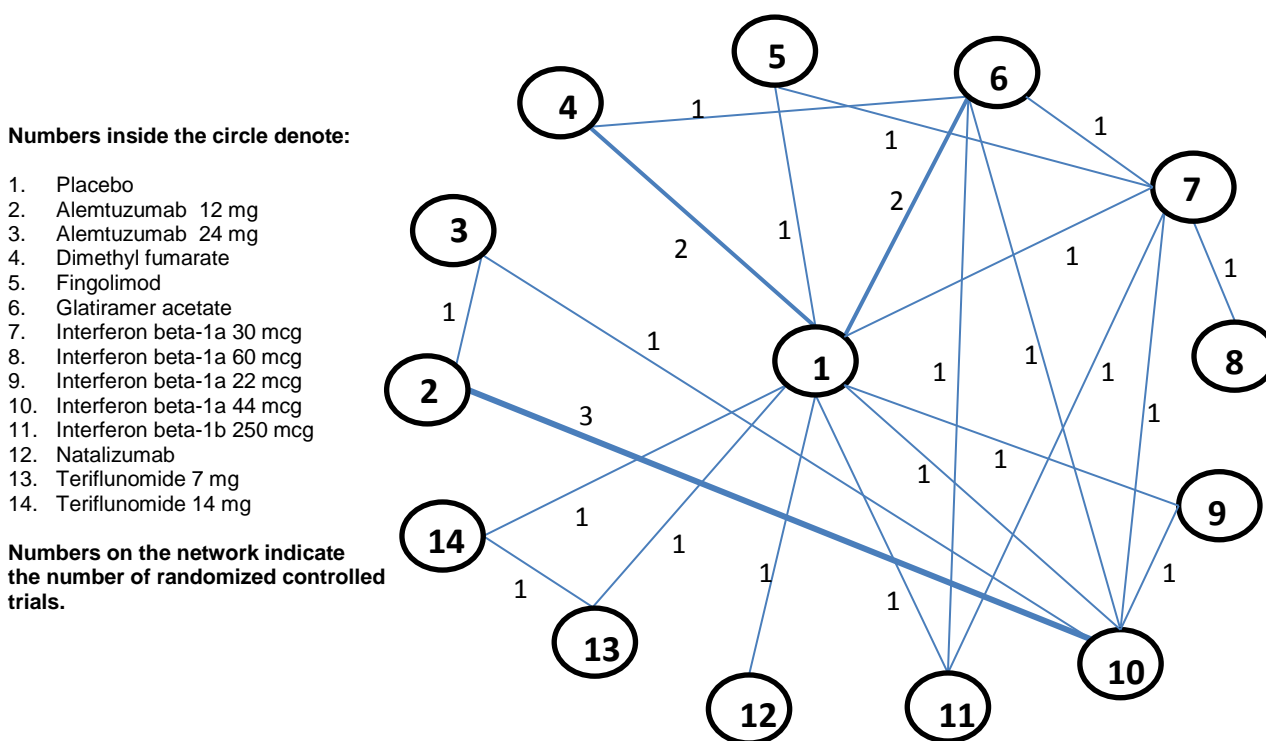 Numbers inside the circle denote:
1. Placebo
2. Alemtuzumab 12 mg
3. Alemtuzumab 24 mg
4. Dimethyl fumarate
5. Fingolimod
6. Glatiramer acetate
7. Interferon beta-1a 30 mcg
8. Interferon beta-1a 60 mcg
9. Interferon beta-1a 22 mcg
10. Interferon beta-1a 44 mcg
11. Interferon beta-1b 250 mcg
12. Natalizumab
13. Teriflunomide 7 mg
14. Teriflunomide 14 mg
Numbers on the network indicate
the number of randomized controlled
trials.
5
6
4
1
1
1
7
2
3
1
2
1
1
1
1
1
1
8
2
1
1
1
3
1
1
1
9
14
1
1
1
1
1
1
13
10
12
11